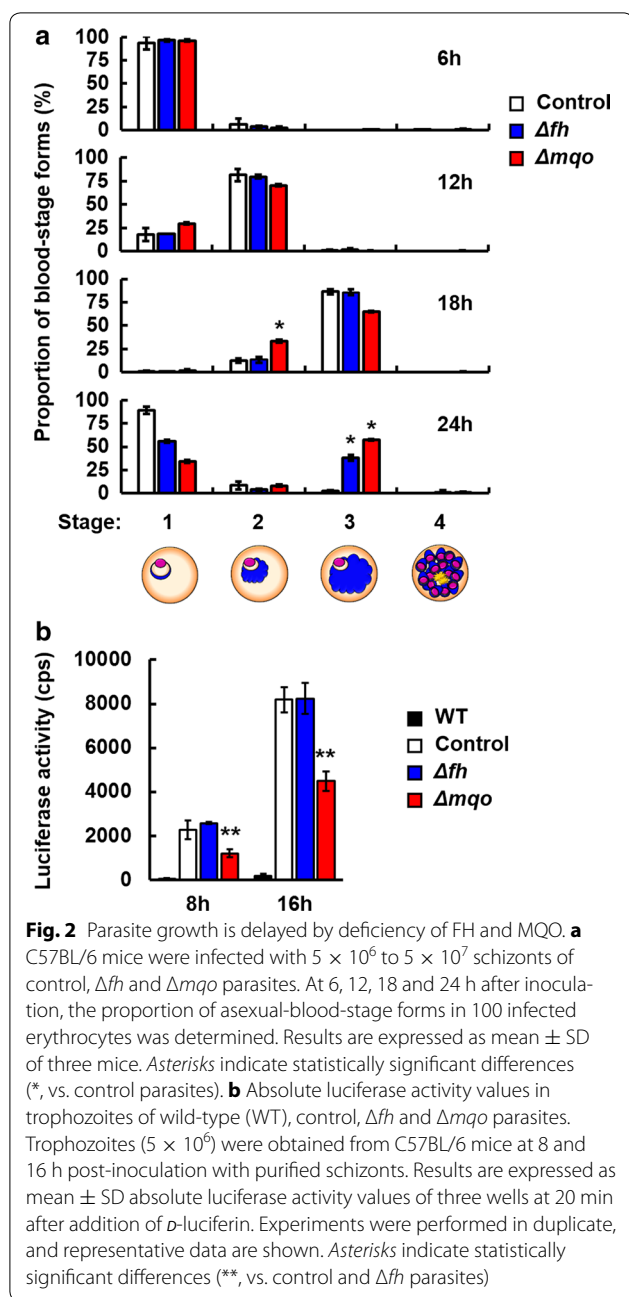 a
Proportion of blood-stage forms (%)
100
75
50
25
0
6h
Control
Δfh
Δmqo
100
75
50
25
0
12h
100
75
50
25
0
*
18h
100
75
50
25
0
* *
24h
Stage: 1 2 3 4
b
Luciferase activity (cps)
10000
8000
6000
4000
2000
0
**
**
8h 16h
WT
Control
Δfh
Δmqo
Fig. 2 Parasite growth is delayed by deficiency of FH and MQO. a
C57BL/6 mice were infected with 5 × 10⁶ to 5 × 10⁷ schizonts of
control, Δfh and Δmqo parasites. At 6, 12, 18 and 24 h after inocula-
tion, the proportion of asexual-blood-stage forms in 100 infected
erythrocytes was determined. Results are expressed as mean ± SD
of three mice. Asterisks indicate statistically significant differences
(*, vs. control parasites). b Absolute luciferase activity values in
trophozoites of wild-type (WT), control, Δfh and Δmqo parasites.
Trophozoites (5 × 10⁶) were obtained from C57BL/6 mice at 8 and
16 h post-inoculation with purified schizonts. Results are expressed as
mean ± SD absolute luciferase activity values of three wells at 20 min
after addition of D-luciferin. Experiments were performed in duplicate,
and representative data are shown. Asterisks indicate statistically
significant differences (**, vs. control and Δfh parasites)